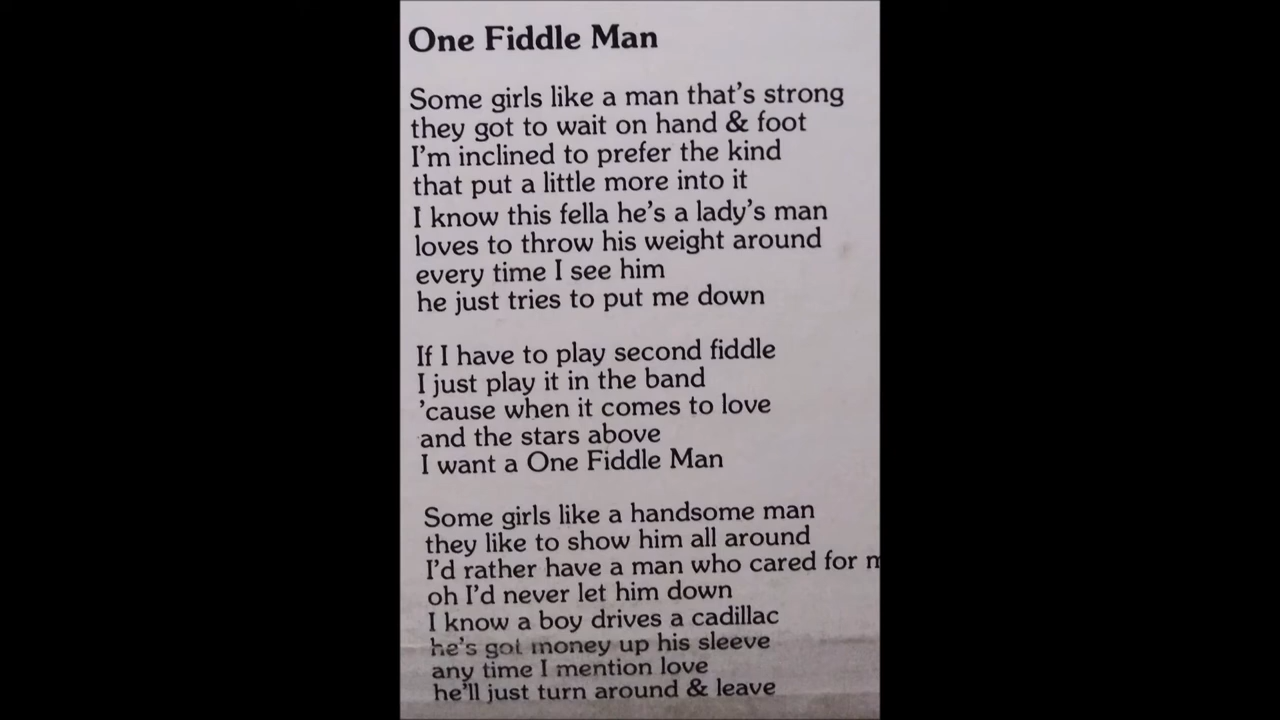 One Fiddle Man
Some girls like a man that's strong
they got to wait on hand & foot
I'm inclined to prefer the kind
that put a little more into it
I know this fella he's a lady's man
loves to throw his weight around
every time I see him
he just tries to put me down
If I have to play second fiddle
I just play it in the band
'cause when it comes to love
and the stars above
I want a One Fiddle Man
Some girls like a handsome man
they like to show him all around
I'd rather have a man who cared for
oh I'd never let him down
I know a boy drives a cadillac
he's got money up his sleeve
any time I mention love
he'll just turn around & leave